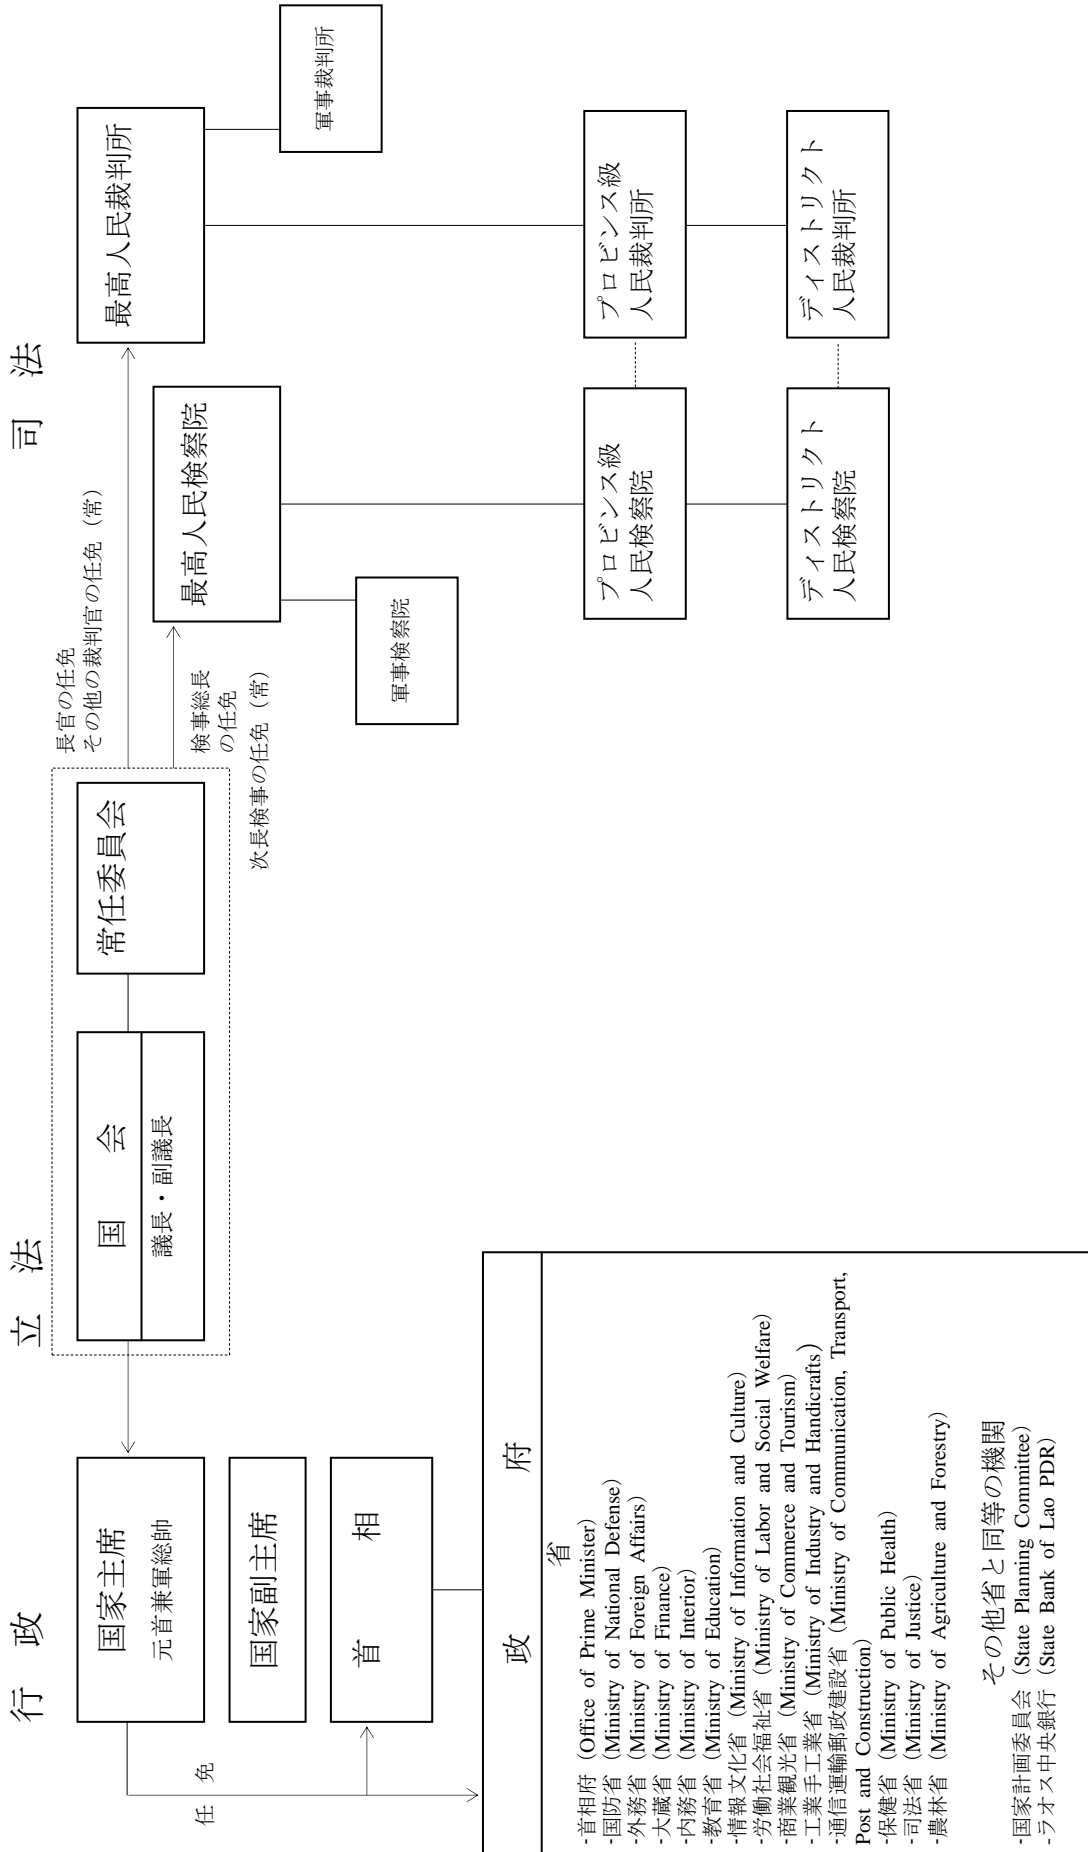 行 政
立 法
司 法
国家主席
元首兼軍総帥
国家副主席
首 相
任 免
国 会
議長・副議長
常任委員会
長官の任免
その他の裁判官の任免（常）
検事総長
の任免
次長検事の任免（常）
最高人民裁判所
軍事裁判所
最高人民検察院
軍事検察院
プロビンス級
人民裁判所
プロビンス級
人民検察院
ディストリクト
人民裁判所
ディストリクト
人民検察院
政 府
省
-首相府（Office of Prime Minister）
-国防省（Ministry of National Defense）
-外務省（Ministry of Foreign Affairs）
-大蔵省（Ministry of Finance）
-内務省（Ministry of Interior）
-教育省（Ministry of Education）
-情報文化省（Ministry of Information and Culture）
-労働社会福祉省（Ministry of Labor and Social Welfare）
-商業観光省（Ministry of Commerce and Tourism）
-工業手工業省（Ministry of Industry and Handicrafts）
-通信運輸郵政建設省（Ministry of Communication, Transport,
Post and Construction）
-保健省（Ministry of Public Health）
-司法省（Ministry of Justice）
-農林省（Ministry of Agriculture and Forestry）
その他省と同等の機関
-国家計画委員会（State Planning Committee）
-ラオス中央銀行（State Bank of Lao PDR）